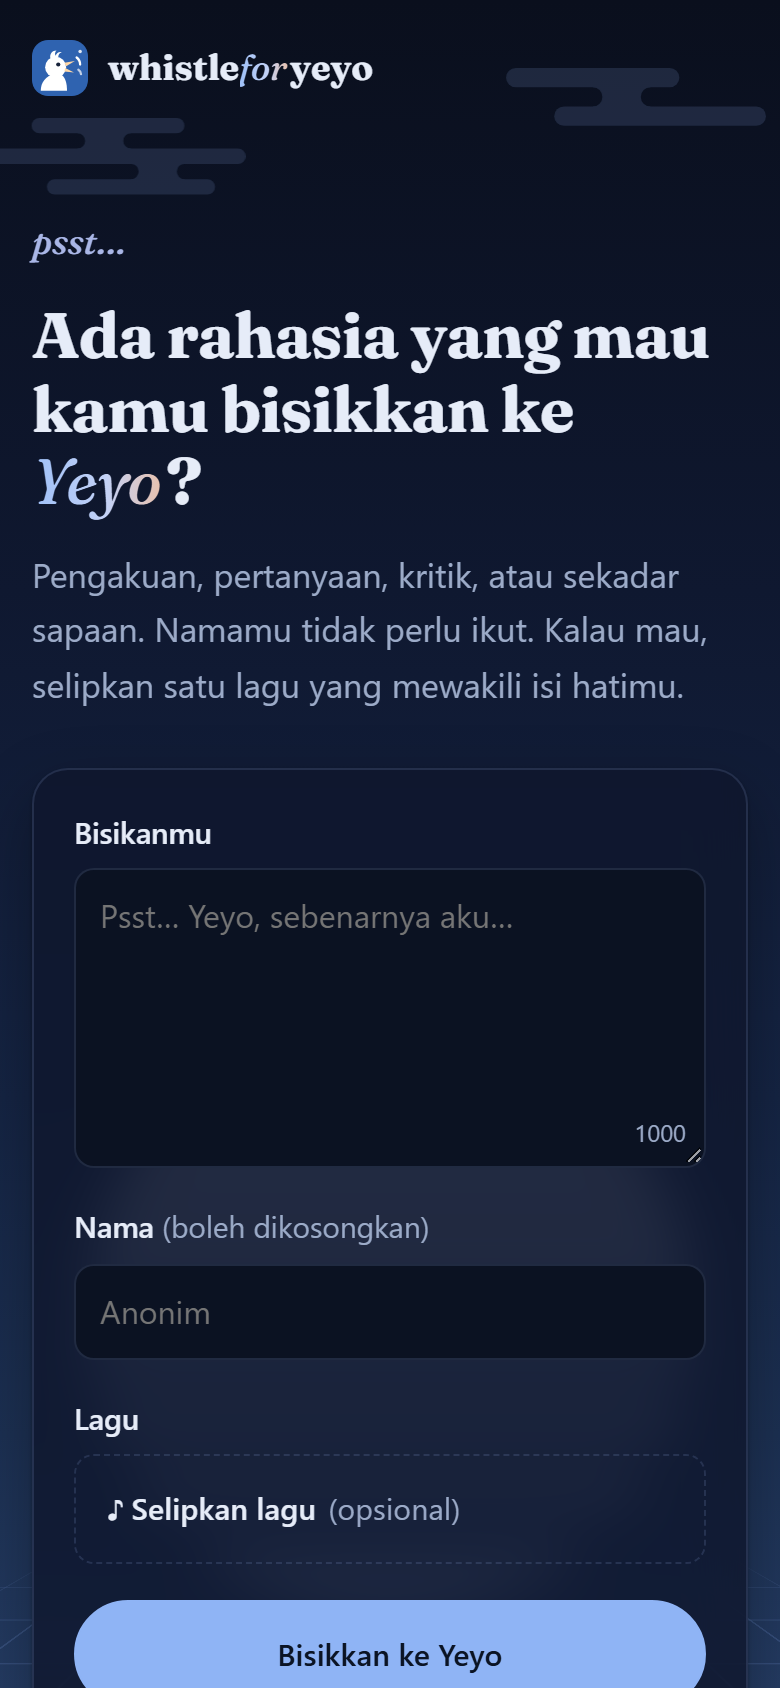 whistleforyeyo
psst...
Ada rahasia yang mau
kamu bisikkan ke
Yeyo?
Pengakuan, pertanyaan, kritik, atau sekadar
sapaan. Namamu tidak perlu ikut. Kalau mau,
selipkan satu lagu yang mewakili isi hatimu.
Bisikanmu
Psst... Yeyo, sebenarnya aku...
1000
Nama (boleh dikosongkan)
Anonim
Lagu
♪ Selipkan lagu (opsional)
Bisikkan ke Yeyo